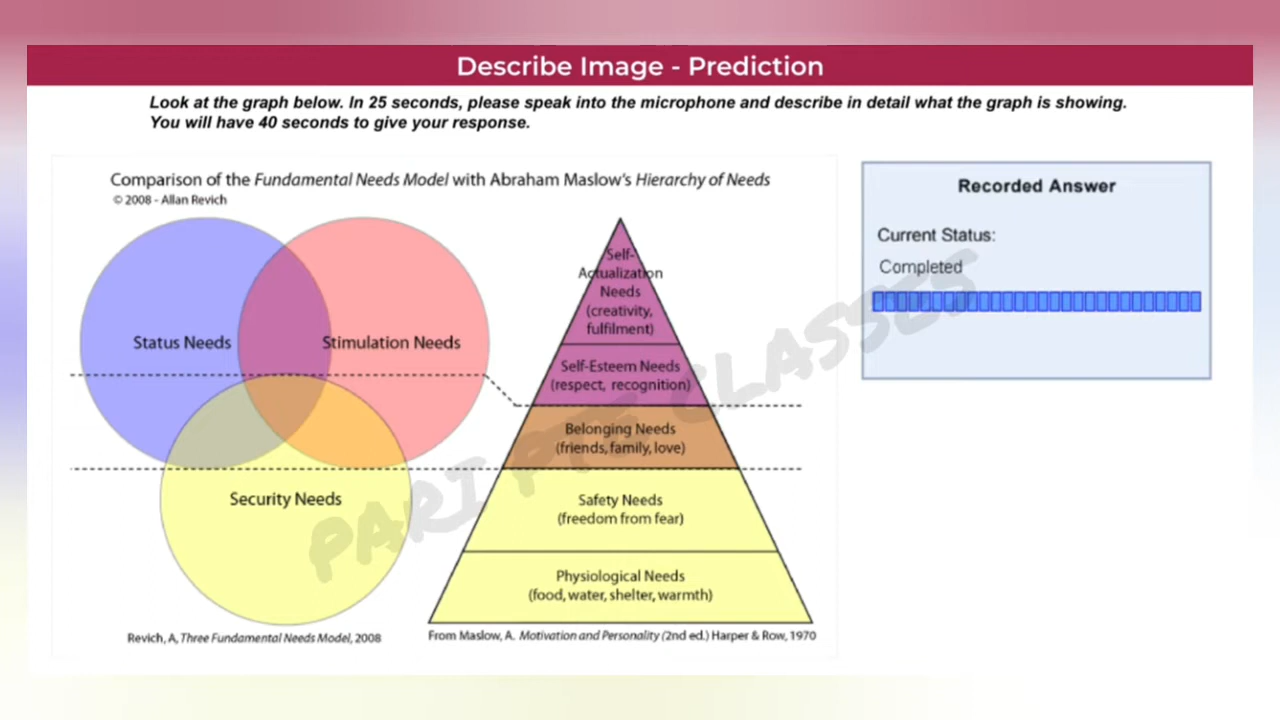 Describe Image - Prediction
Look at the graph below. In 25 seconds, please speak into the microphone and describe in detail what the graph is showing.
You will have 40 seconds to give your response.
Comparison of the Fundamental Needs Model with Abraham Maslow's Hierarchy of Needs
© 2008 - Allan Revich
Status Needs
Stimulation Needs
Security Needs
Revich, A, Three Fundamental Needs Model, 2008
Self-
Actualization
Needs
(creativity,
fulfilment)
Self-Esteem Needs
(respect, recognition)
Belonging Needs
(friends, family, love)
Safety Needs
(freedom from fear)
Physiological Needs
(food, water, shelter, warmth)
From Maslow, A. Motivation and Personality (2nd ed.) Harper & Row, 1970
Recorded Answer
Current Status:
Completed
PARI PTE CLASSES